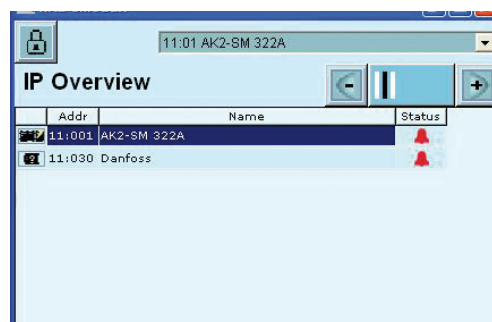 11:01 AK2-SM 322A
IP Overview
Addr Name Status
11:001 AK2-SM 322A
11:030 Danfoss